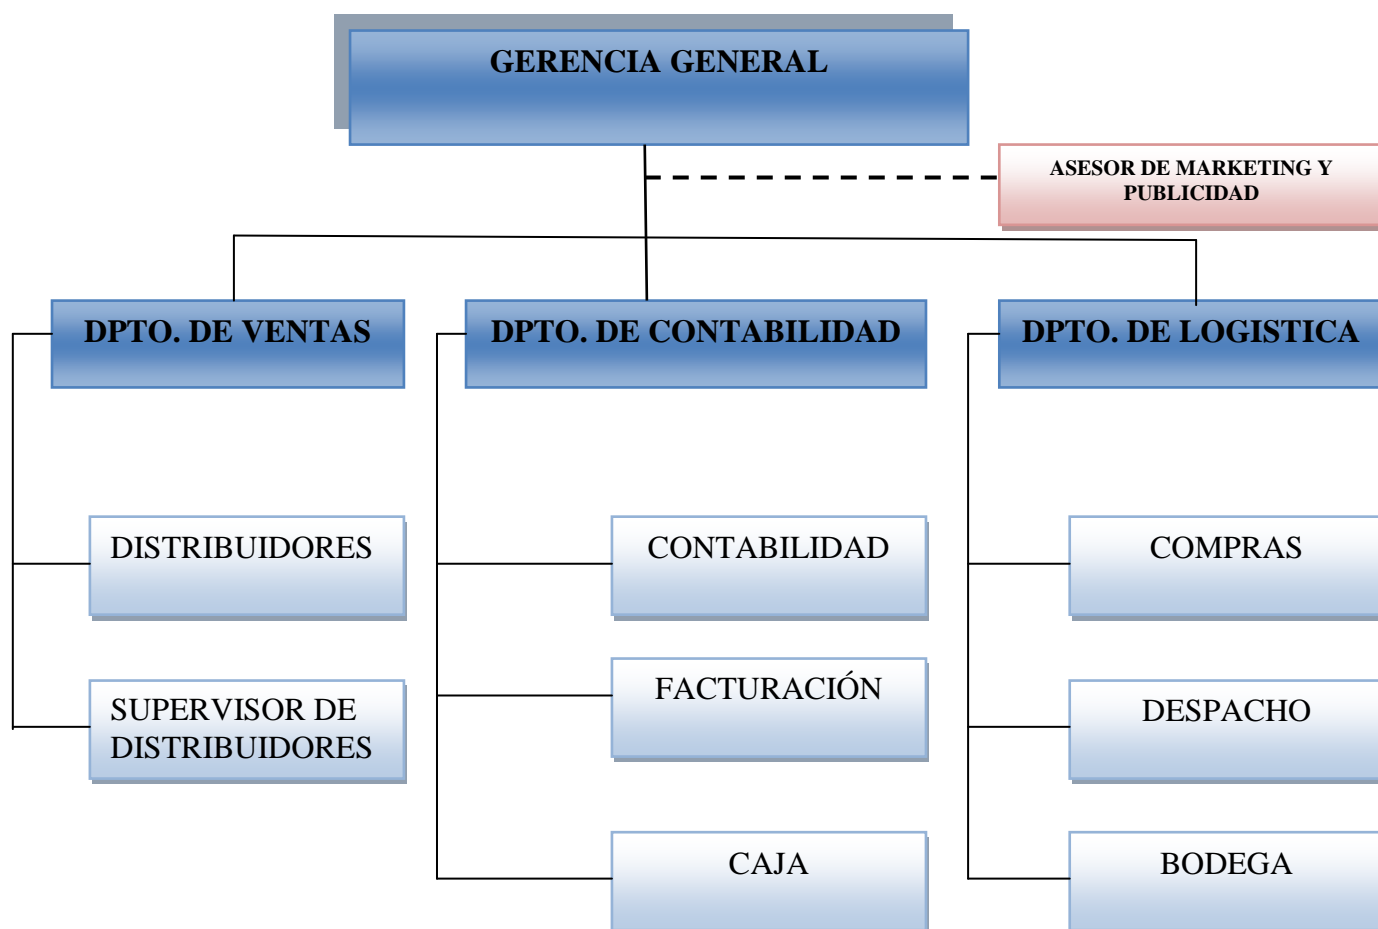 GERENCIA GENERAL
ASESOR DE MARKETING Y
PUBLICIDAD
DPTO. DE VENTAS
DPTO. DE CONTABILIDAD
DPTO. DE LOGISTICA
DISTRIBUIDORES
CONTABILIDAD
COMPRAS
SUPERVISOR DE
DISTRIBUIDORES
FACTURACIÓN
DESPACHO
CAJA
BODEGA